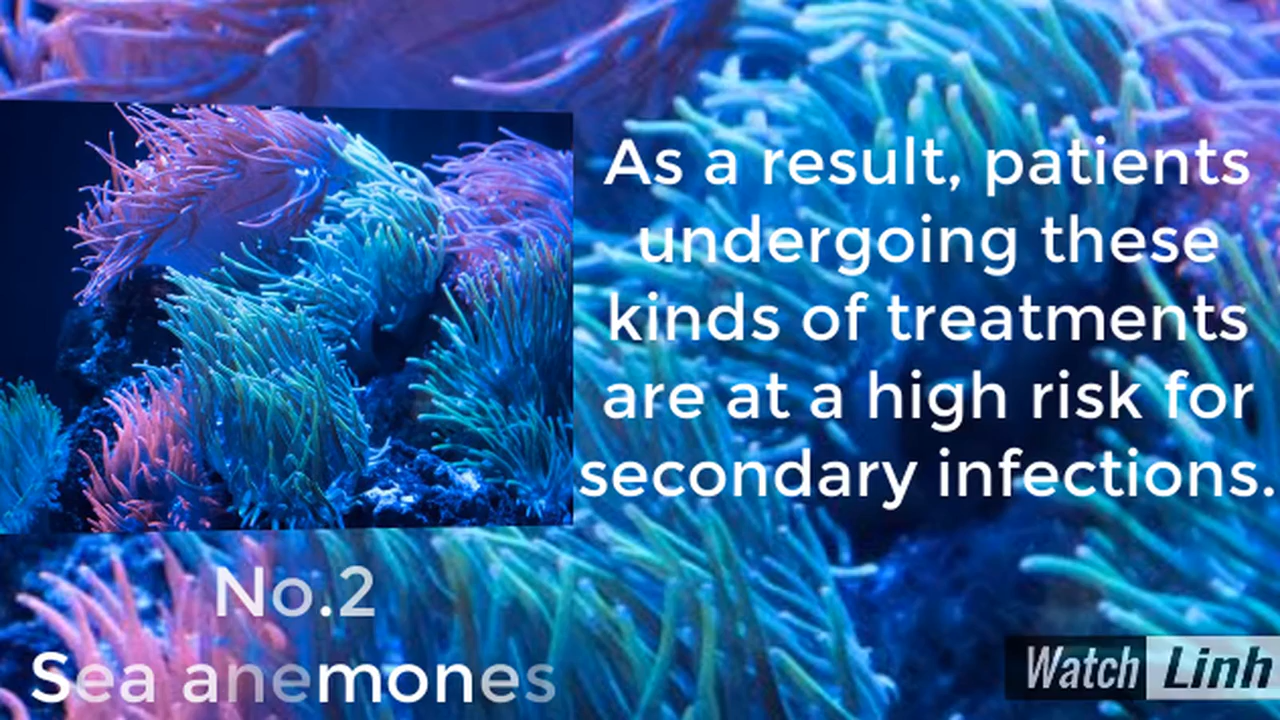 As a result, patients
undergoing these
kinds of treatments
are at a high risk for
secondary infections.
No.2
Sea anemones
Watch Linh